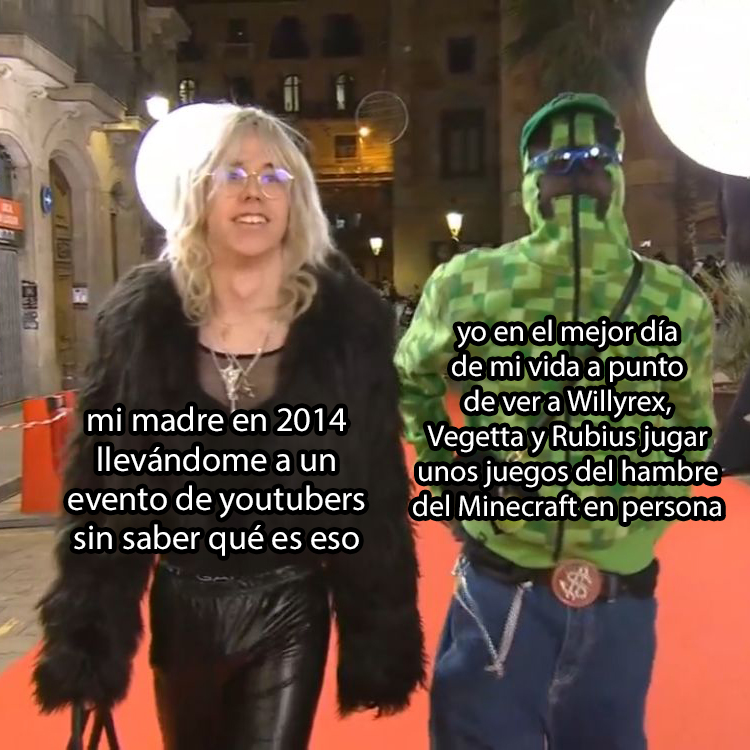 mi madre en 2014
llevándome a un
evento de youtubers
sin saber qué es eso
yo en el mejor día
de mi vida a punto
de ver a Willyrex,
Vegetta y Rubius jugar
unos juegos del hambre
del Minecraft en persona